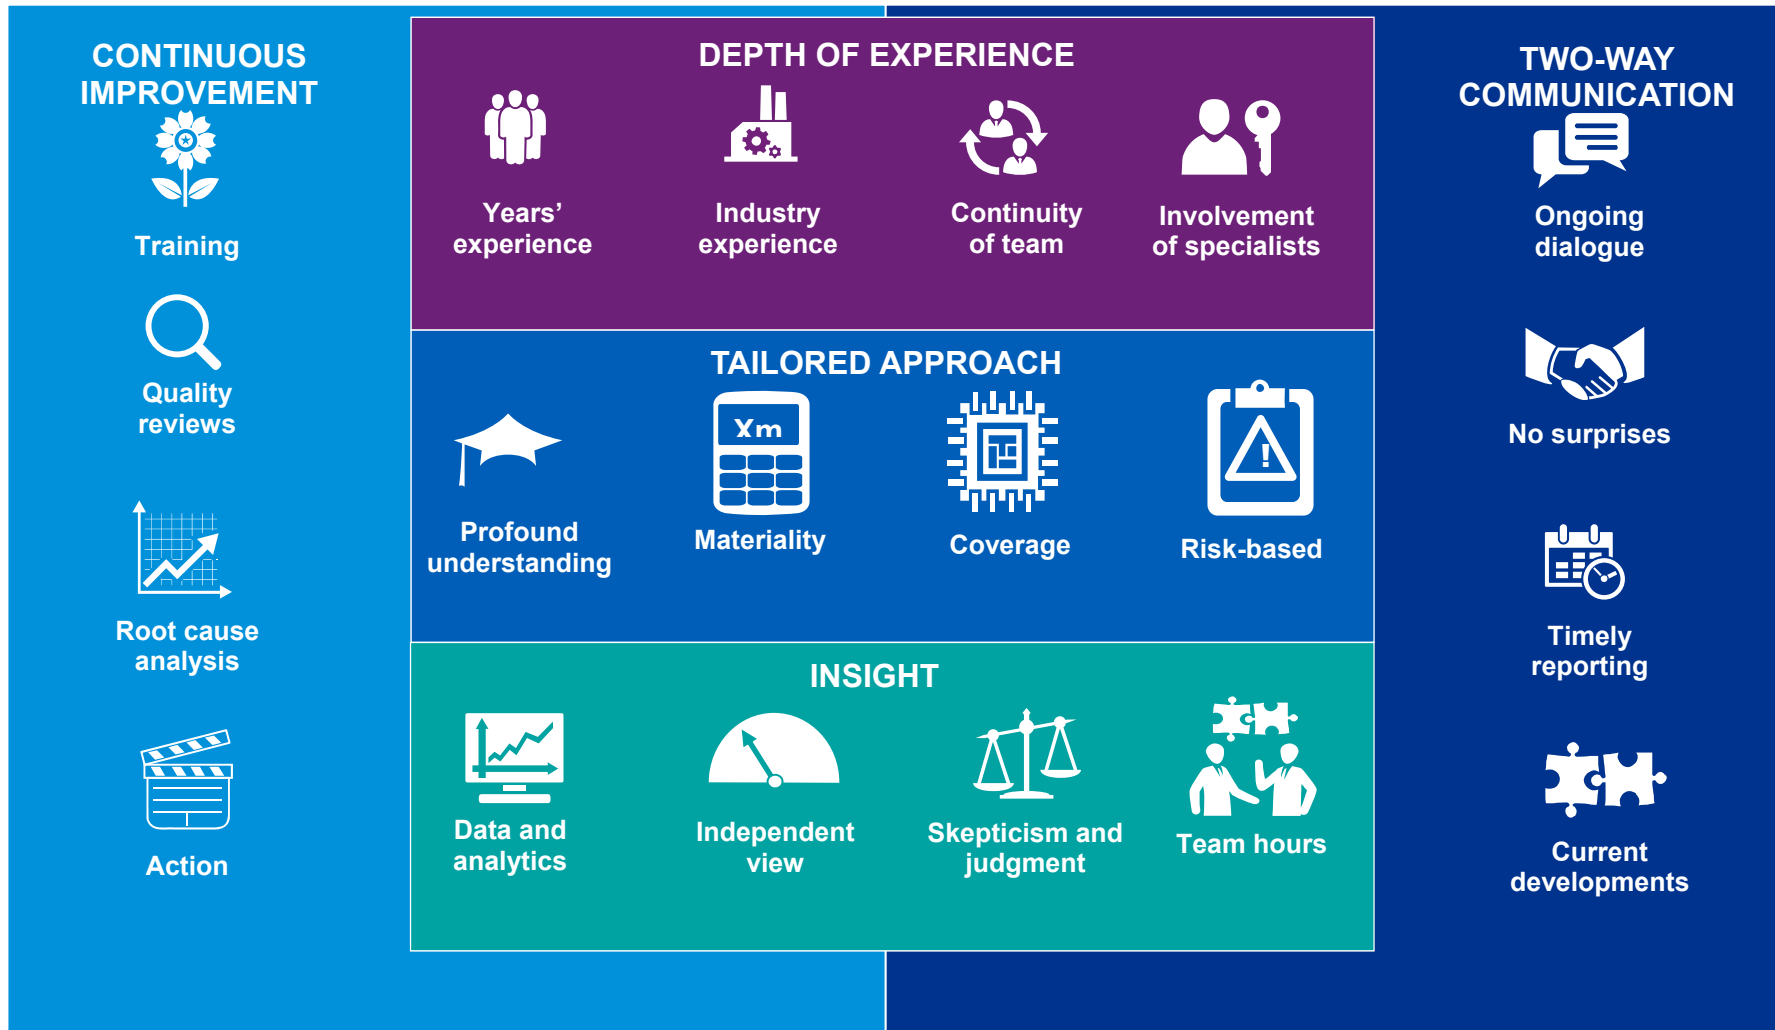 CONTINUOUS
IMPROVEMENT
Training
Quality
reviews
Root cause
analysis
Action
DEPTH OF EXPERIENCE
Years’
experience
Industry
experience
Continuity
of team
Involvement
of specialists
TAILORED APPROACH
Xm
Profound
understanding
Materiality
Coverage
!
Risk-based
INSIGHT
Data and
analytics
Independent
view
Skepticism and
judgment
Team hours
TWO-WAY
COMMUNICATION
Ongoing
dialogue
No surprises
Timely
reporting
Current
developments